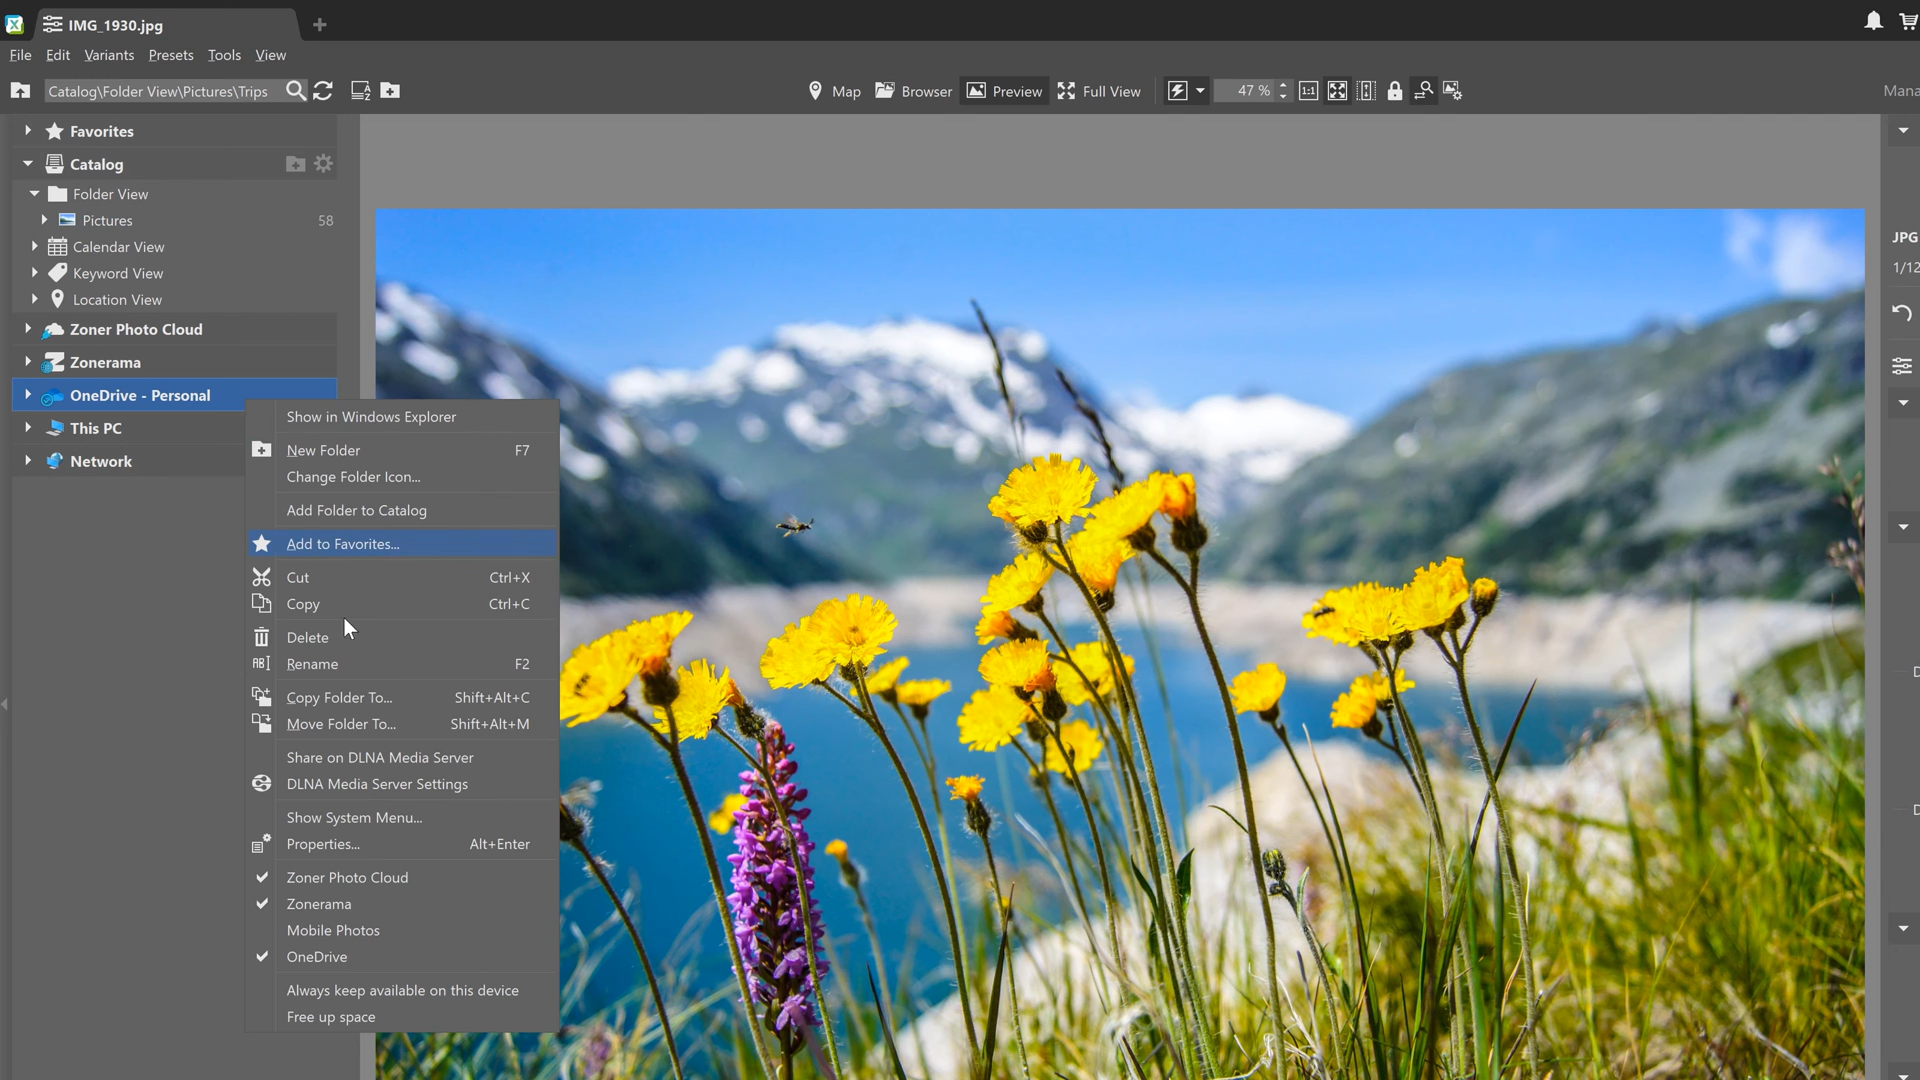 IMG_1930.jpg
File Edit Variants Presets Tools View
Catalog\Folder View\Pictures\Trips
Map Browser Preview Full View 47 % 1:1
Favorites
Catalog
Folder View
Pictures 58
Calendar View
Keyword View
Location View
Zoner Photo Cloud
Zonerama
OneDrive - Personal
This PC
Network
Show in Windows Explorer
New Folder F7
Change Folder Icon...
Add Folder to Catalog
Add to Favorites...
Cut Ctrl+X
Copy Ctrl+C
Delete
Rename F2
Copy Folder To... Shift+Alt+C
Move Folder To... Shift+Alt+M
Share on DLNA Media Server
DLNA Media Server Settings
Show System Menu...
Properties... Alt+Enter
Zoner Photo Cloud
Zonerama
Mobile Photos
OneDrive
Always keep available on this device
Free up space
Mana
JPG
1/12